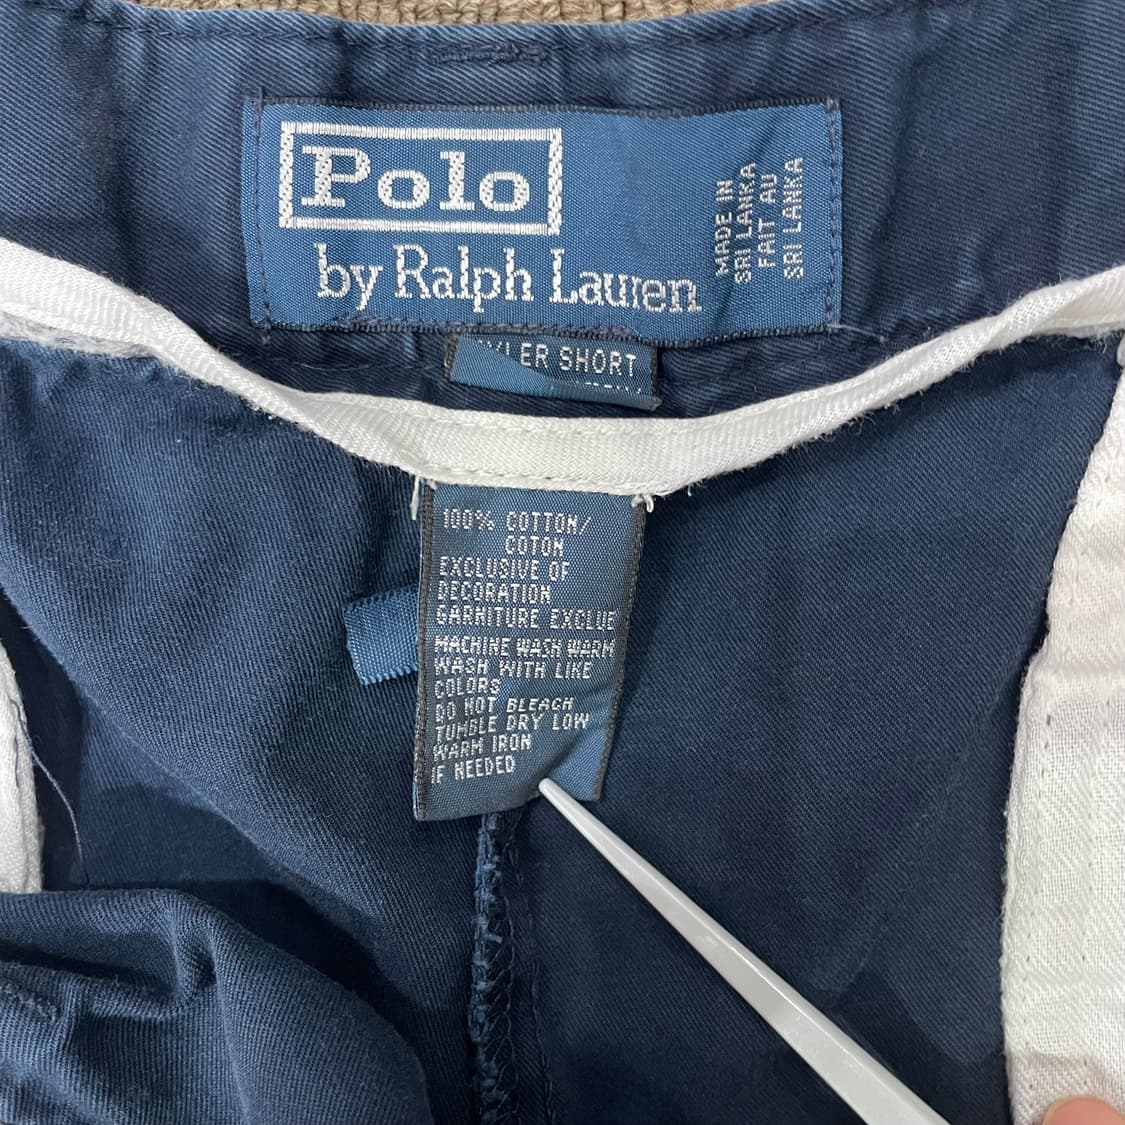 Polo
by Ralph Lauren
MADE IN
SRI LANKA
FAIT AU
SRI LANKA
SHORT
100% COTTON/
COTON
EXCLUSIVE OF
DECORATION
GARNITURE EXCLUE
MACHINE WASH WARM
WASH WITH LIKE
COLORS
DO NOT BLEACH
TUMBLE DRY LOW
WARM IRON
IF NEEDED